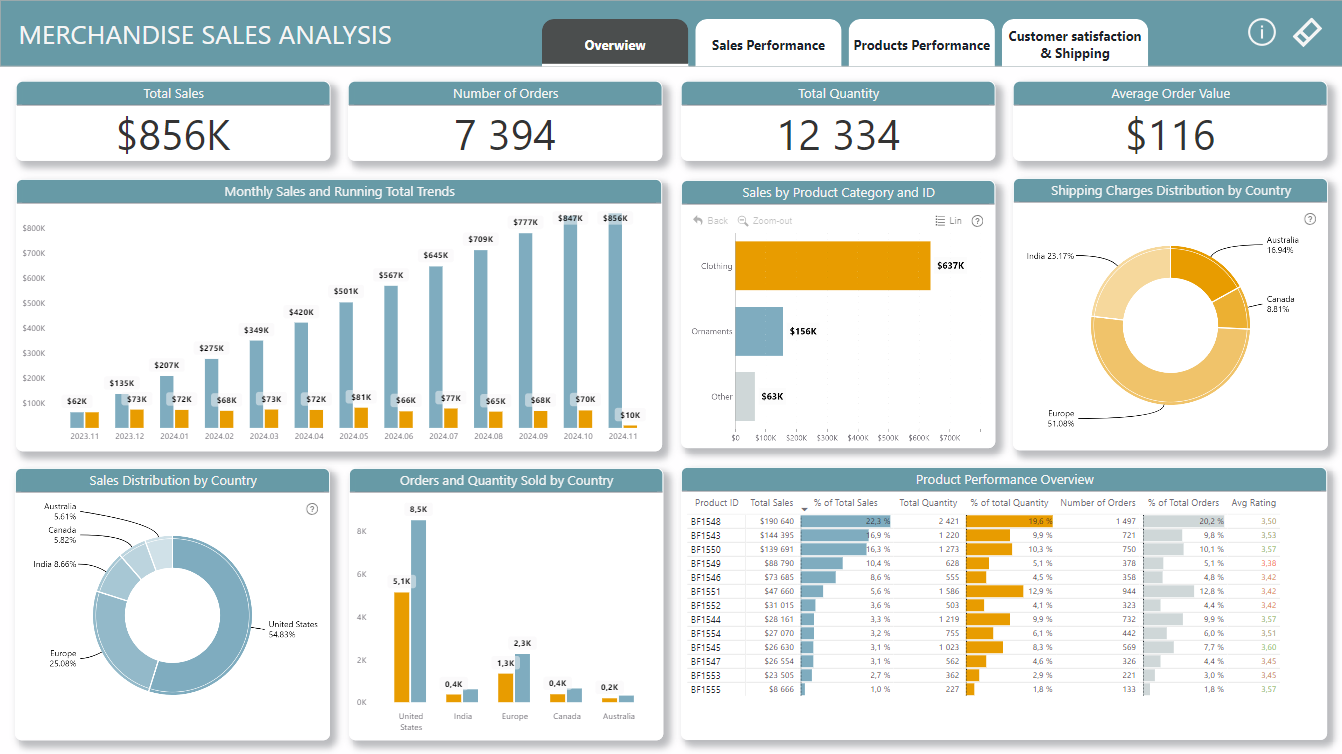 MERCHANDISE SALES ANALYSIS
Overview
Sales Performance
Products Performance
Customer satisfaction
& Shipping
Total Sales
$856K
Number of Orders
7 394
Total Quantity
12 334
Average Order Value
$116
Monthly Sales and Running Total Trends
$800K
$700K
$600K
$500K
$400K
$300K
$200K
$100K
$62K
$135K
$207K
$275K
$349K
$420K
$501K
$567K
$645K
$709K
$777K
$847K
$856K
$73K
$72K
$68K
$73K
$72K
$81K
$66K
$77K
$65K
$68K
$70K
$10K
2023.11 2023.12 2024.01 2024.02 2024.03 2024.04 2024.05 2024.06 2024.07 2024.08 2024.09 2024.10 2024.11
Sales by Product Category and ID
Back Zoom-out Lin ?
Clothing $637K
Ornaments $156K
Other $63K
$0 $100K $200K $300K $400K $500K $600K $700K
Shipping Charges Distribution by Country
?
Australia
16.94%
India 23.17%
Canada
8.81%
Europe
51.08%
Sales Distribution by Country
?
Australia
5.61%
Canada
5.82%
India 8.66%
United States
54.83%
Europe
25.08%
Orders and Quantity Sold by Country
8K
6K
4K
2K
0K
5,1K
8,5K
0,4K
1,3K
2,3K
0,4K
0,2K
United
States
India
Europe
Canada
Australia
Product Performance Overview
Product ID Total Sales % of Total Sales Total Quantity % of total Quantity Number of Orders % of Total Orders Avg Rating
BF1548 $190 640 22,3 % 2 421 19,6 % 1 497 20,2 % 3,50
BF1543 $144 395 16,9 % 1 220 9,9 % 721 9,8 % 3,53
BF1550 $139 691 16,3 % 1 273 10,3 % 750 10,1 % 3,57
BF1549 $88 790 10,4 % 628 5,1 % 378 5,1 % 3,38
BF1546 $73 685 8,6 % 555 4,5 % 358 4,8 % 3,42
BF1551 $47 660 5,6 % 1 586 12,9 % 944 12,8 % 3,42
BF1552 $31 015 3,6 % 503 4,1 % 323 4,4 % 3,42
BF1544 $28 161 3,3 % 1 219 9,9 % 732 9,9 % 3,57
BF1554 $27 070 3,2 % 755 6,1 % 442 6,0 % 3,51
BF1545 $26 630 3,1 % 1 023 8,3 % 569 7,7 % 3,60
BF1547 $26 554 3,1 % 562 4,6 % 326 4,4 % 3,45
BF1553 $23 505 2,7 % 362 2,9 % 221 3,0 % 3,45
BF1555 $8 666 1,0 % 227 1,8 % 133 1,8 % 3,57